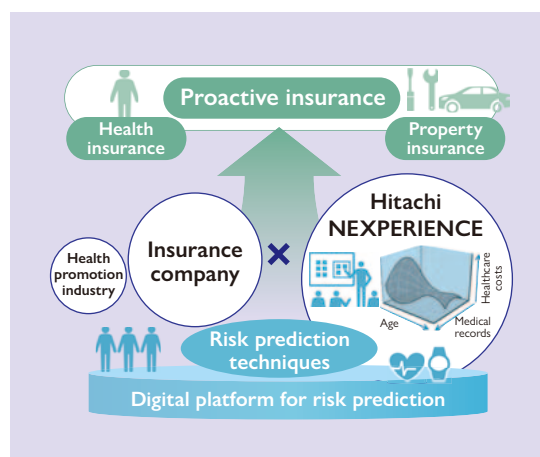 Proactive insurance
Health
insurance
Property
insurance
Hitachi
NEXPERIENCE
Insurance
company
Health
promotion
industry
Healthcare
costs
Age
Medical
records
Risk prediction
techniques
Digital platform for risk prediction